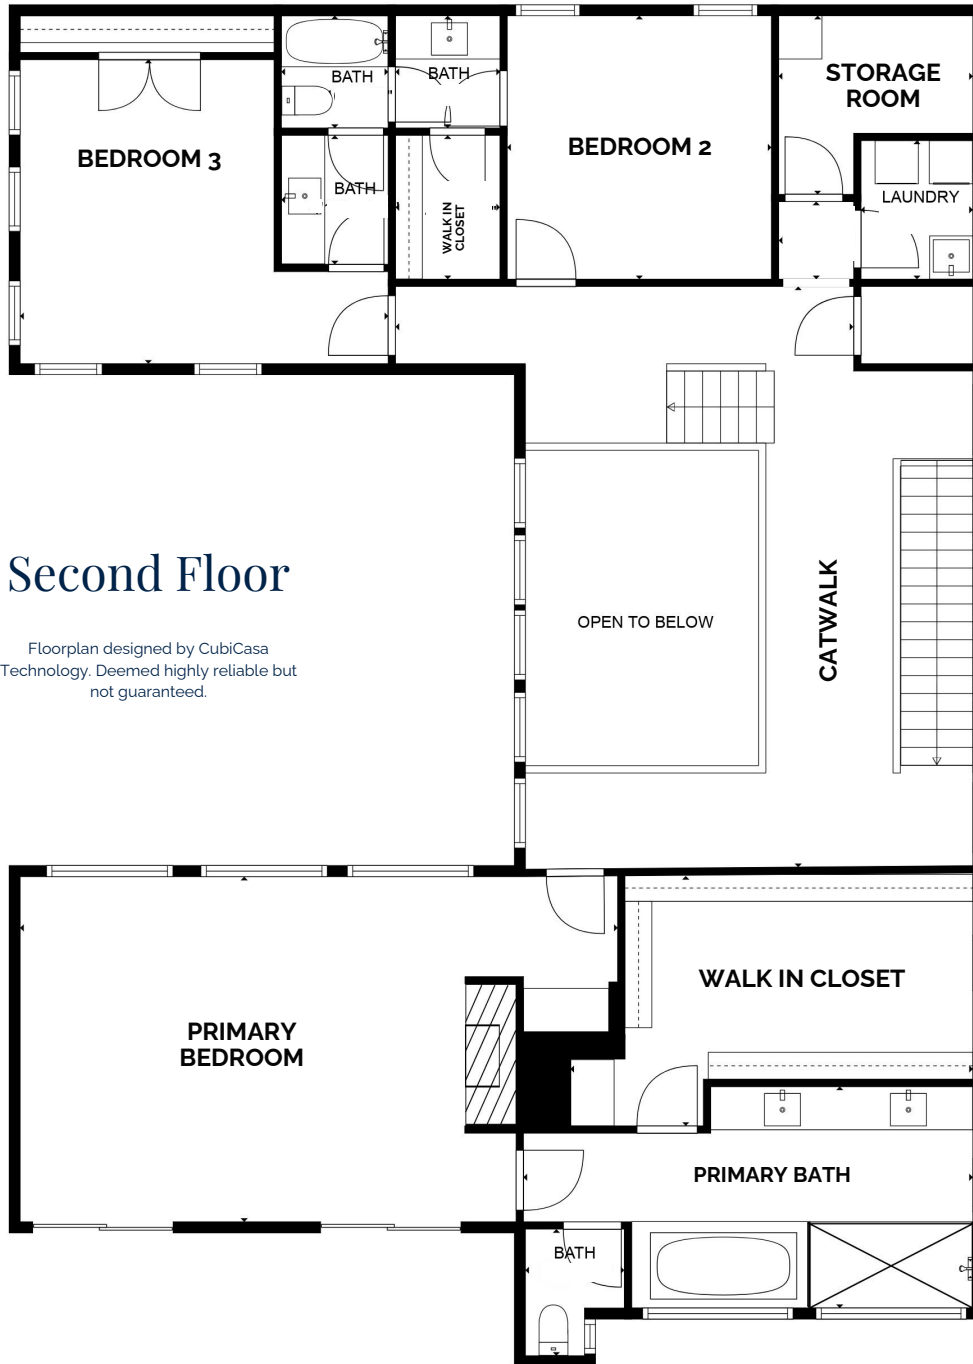 BATH
BATH
STORAGE
ROOM
BEDROOM 3
BEDROOM 2
BATH
WALK IN
CLOSET
LAUNDRY
Second Floor
Floorplan designed by CubiCasa
Technology. Deemed highly reliable but
not guaranteed.
OPEN TO BELOW
CATWALK
WALK IN CLOSET
PRIMARY
BEDROOM
PRIMARY BATH
BATH